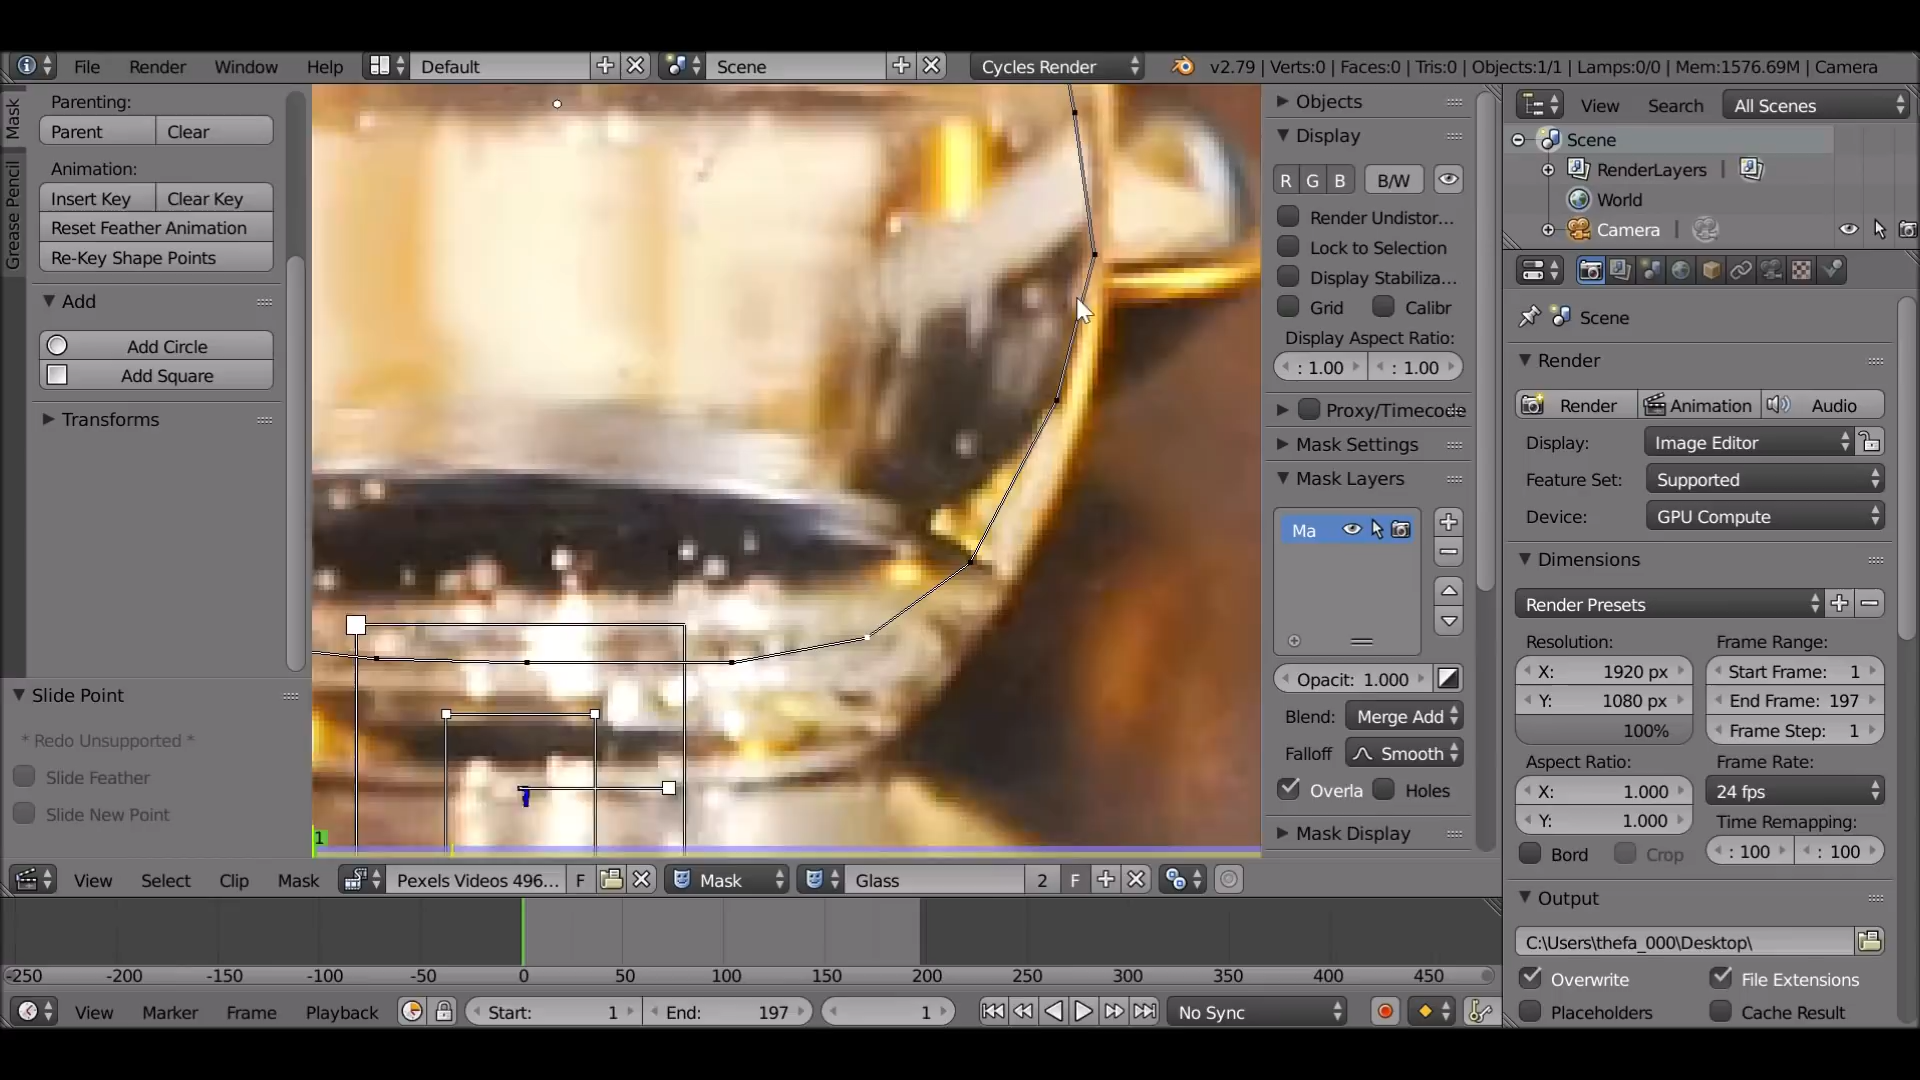 File Render Window Help Default Scene Cycles Render v2.79 | Verts:0 | Faces:0 | Tris:0 | Objects:1/1 | Lamps:0/0 | Mem:1576.69M | Camera
Mask
Grease Pencil
Parenting:
Parent Clear
Animation:
Insert Key Clear Key
Reset Feather Animation
Re-Key Shape Points
Add
Add Circle
Add Square
Transforms
Slide Point
* Redo Unsupported *
Slide Feather
Slide New Point
1
Objects
Display
R G B B/W
Render Undistor...
Lock to Selection
Display Stabiliza...
Grid Calibr
Display Aspect Ratio:
: 1.00 : 1.00
Proxy/Timecode
Mask Settings
Mask Layers
Ma
Opacity: 1.000
Blend: Merge Add
Falloff Smooth
Overla Holes
Mask Display
View Search All Scenes
Scene
RenderLayers |
World
Camera |
Scene
Render
Render Animation Audio
Display: Image Editor
Feature Set: Supported
Device: GPU Compute
Dimensions
Render Presets
Resolution: Frame Range:
X: 1920 px Start Frame: 1
Y: 1080 px End Frame: 197
100% Frame Step: 1
Aspect Ratio: Frame Rate:
X: 1.000 24 fps
Y: 1.000 Time Remapping:
Bord Crop : 100 : 100
Output
C:\Users\thefa_000\Desktop\
Overwrite File Extensions
Placeholders Cache Result
View Select Clip Mask Pexels Videos 496... F Mask Glass 2 F
-250 -200 -150 -100 -50 0 50 100 150 200 250 300 350 400 450
View Marker Frame Playback Start: 1 End: 197 1 No Sync